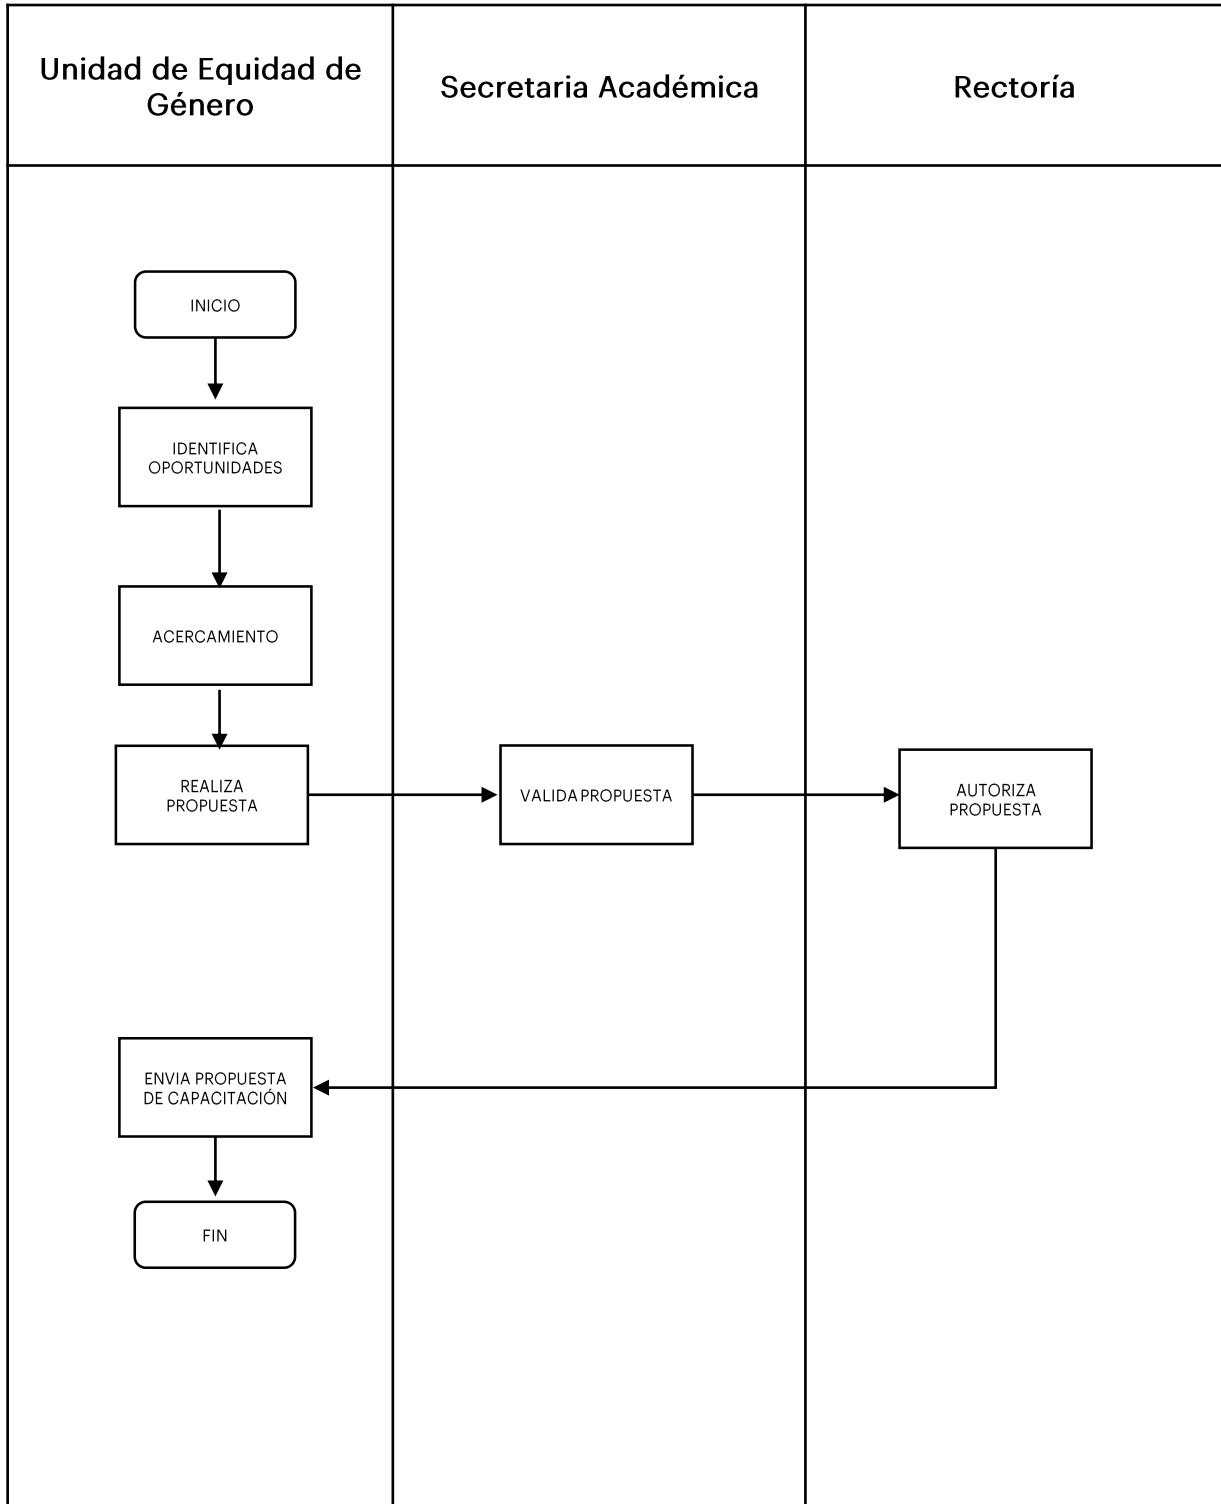 Unidad de Equidad de
Género
Secretaria Académica
Rectoría
INICIO
IDENTIFICA
OPORTUNIDADES
ACERCAMIENTO
REALIZA
PROPUESTA
VALIDA PROPUESTA
AUTORIZA
PROPUESTA
ENVIA PROPUESTA
DE CAPACITACIÓN
FIN